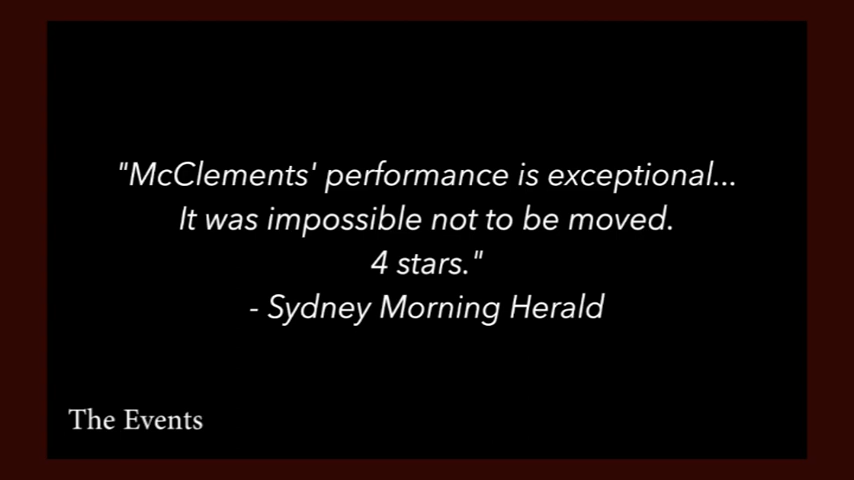 "McClements' performance is exceptional...
It was impossible not to be moved.
4 stars."
- Sydney Morning Herald
The Events